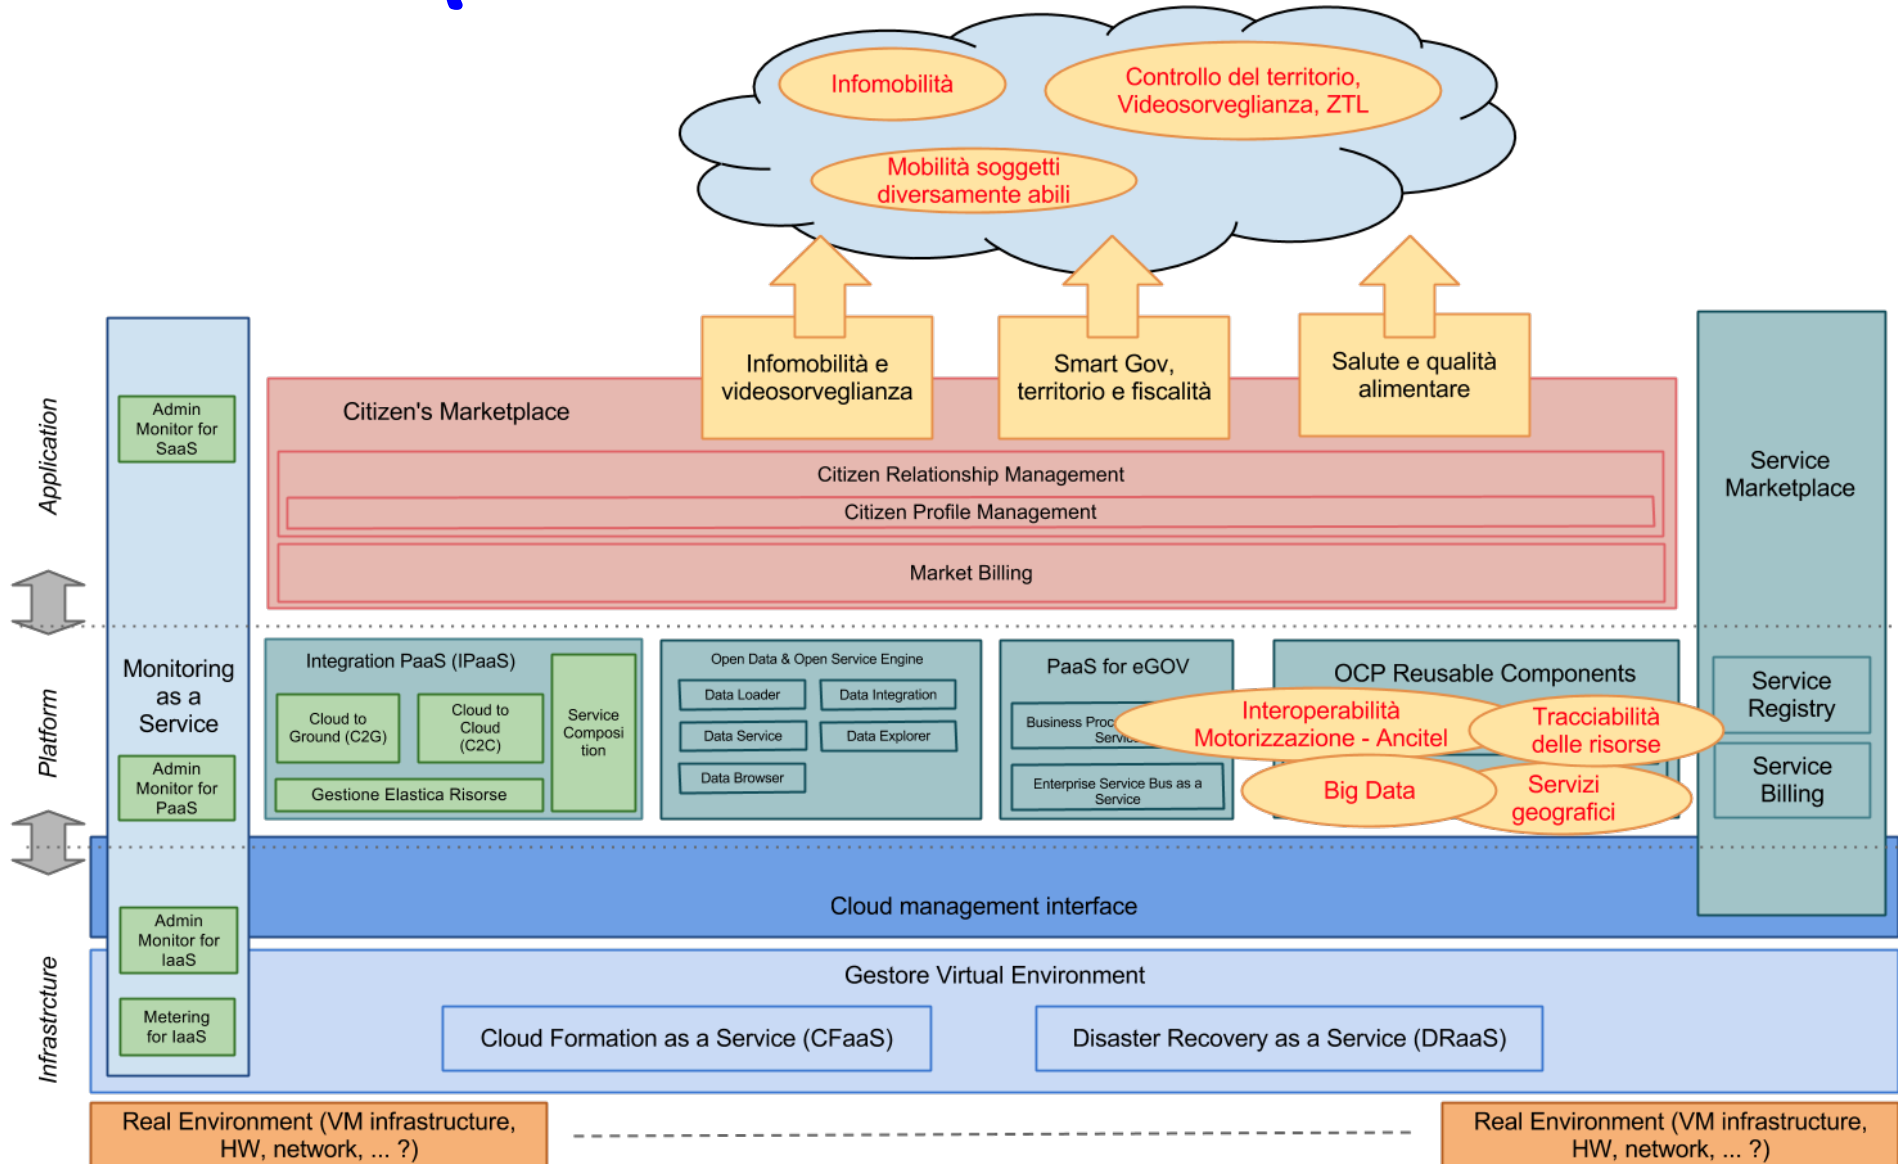 Infomobilità
Controllo del territorio,
Videosorveglianza, ZTL
Mobilità soggetti
diversamente abili
Infomobilità e
videosorveglianza
Smart Gov,
territorio e fiscalità
Salute e qualità
alimentare
Application
Admin
Monitor for
SaaS
Citizen's Marketplace
Citizen Relationship Management
Citizen Profile Management
Market Billing
Service
Marketplace
Platform
Monitoring
as a
Service
Admin
Monitor for
PaaS
Integration PaaS (IPaaS)
Cloud to
Ground (C2G)
Cloud to
Cloud
(C2C)
Service
Composi
tion
Gestione Elastica Risorse
Open Data & Open Service Engine
Data Loader
Data Integration
Data Service
Data Explorer
Data Browser
PaaS for eGOV
Business
Enterprise Service Bus as a
Service
OCP Reusable Components
Interoperabilità
Motorizzazione - Ancitel
Tracciabilità
delle risorse
Big Data
Servizi
geografici
Service
Registry
Service
Billing
Cloud management interface
Infrastrcture
Admin
Monitor for
IaaS
Metering
for IaaS
Gestore Virtual Environment
Cloud Formation as a Service (CFaaS)
Disaster Recovery as a Service (DRaaS)
Real Environment (VM infrastructure,
HW, network, ... ?)
Real Environment (VM infrastructure,
HW, network, ... ?)